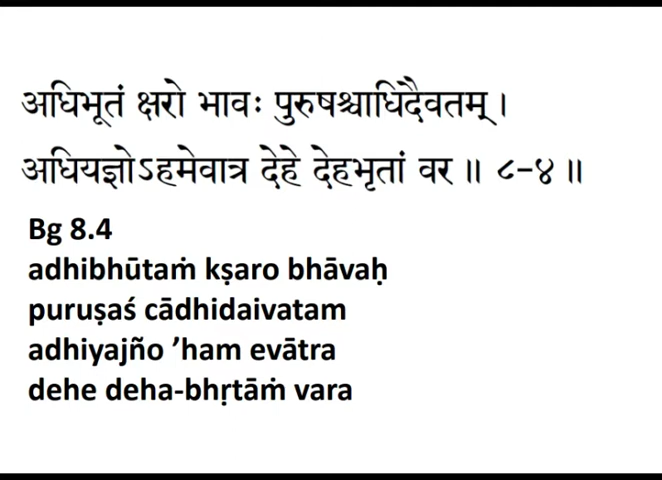 अधिभूतं क्षरो भावः पुरुषश्चाधिदैवतम् ।
अधियज्ञोऽहमेवात्र देहे देहभृतां वर ॥ ८-४ ॥
Bg 8.4
adhibhūtaṁ kṣaro bhāvaḥ
puruṣaś cādhidaivatam
adhiyajño ’ham evātra
dehe deha-bhṛtāṁ vara